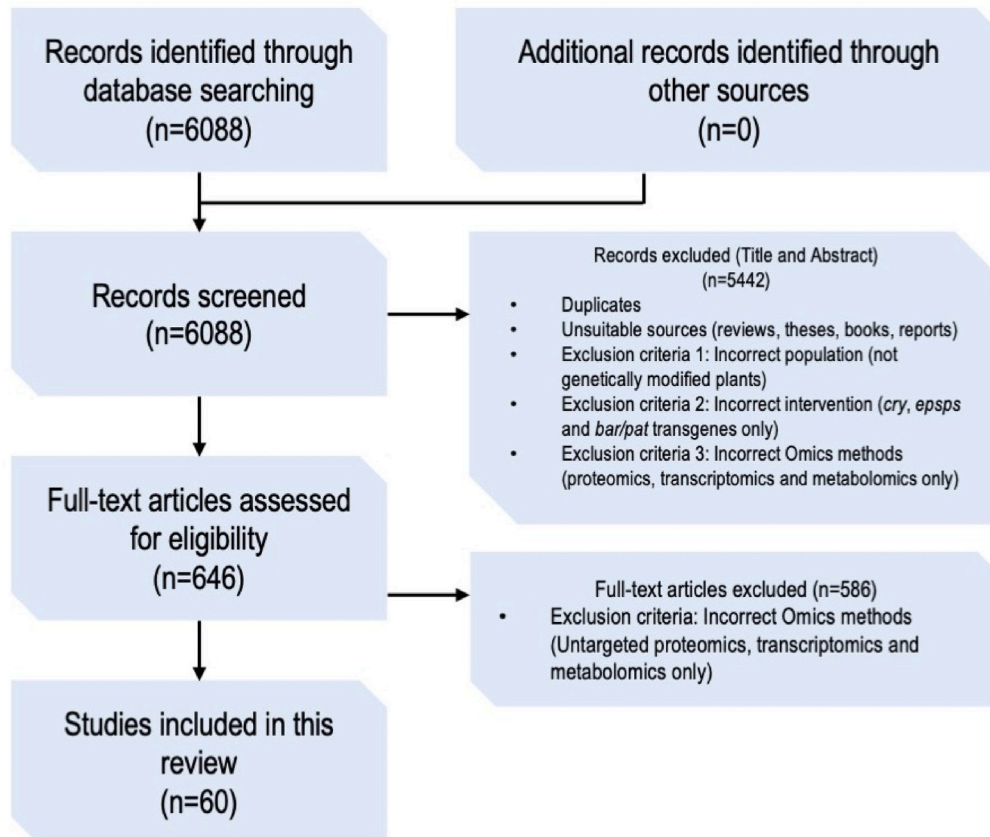 Records identified through
database searching
(n=6088)
Additional records identified through
other sources
(n=0)
Records screened
(n=6088)
Records excluded (Title and Abstract)
(n=5442)
• Duplicates
• Unsuitable sources (reviews, theses, books, reports)
• Exclusion criteria 1: Incorrect population (not
genetically modified plants)
• Exclusion criteria 2: Incorrect intervention (cry, epsps
and bar/pat transgenes only)
• Exclusion criteria 3: Incorrect Omics methods
(proteomics, transcriptomics and metabolomics only)
Full-text articles assessed
for eligibility
(n=646)
Full-text articles excluded (n=586)
• Exclusion criteria: Incorrect Omics methods
(Untargeted proteomics, transcriptomics and
metabolomics only)
Studies included in this
review
(n=60)